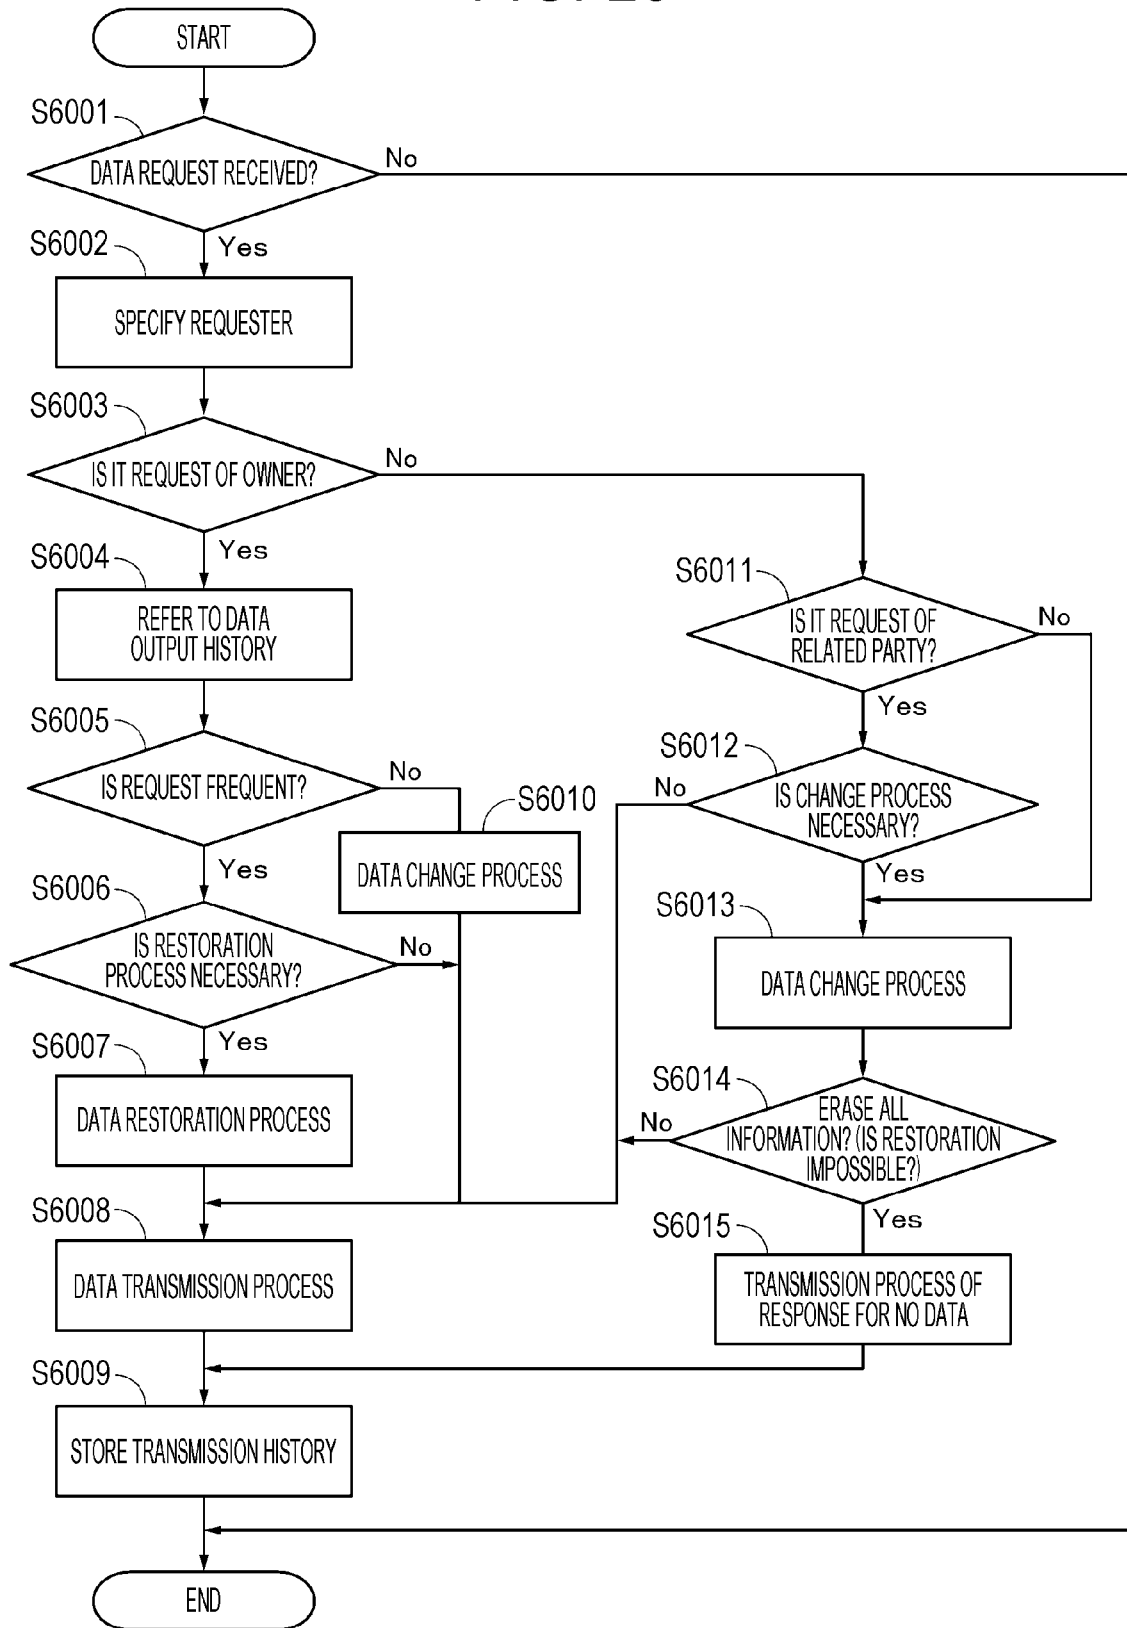 START
S6001
DATA REQUEST RECEIVED?
No
Yes
S6002
SPECIFY REQUESTER
S6003
IS IT REQUEST OF OWNER?
No
Yes
S6004
REFER TO DATA
OUTPUT HISTORY
S6011
IS IT REQUEST OF
RELATED PARTY?
No
Yes
S6005
IS REQUEST FREQUENT?
No
Yes
S6010
DATA CHANGE PROCESS
S6012
IS CHANGE PROCESS
NECESSARY?
No
Yes
S6006
IS RESTORATION
PROCESS NECESSARY?
No
Yes
S6013
DATA CHANGE PROCESS
S6007
DATA RESTORATION PROCESS
S6014
ERASE ALL
INFORMATION? (IS RESTORATION
IMPOSSIBLE?)
No
Yes
S6008
DATA TRANSMISSION PROCESS
S6015
TRANSMISSION PROCESS OF
RESPONSE FOR NO DATA
S6009
STORE TRANSMISSION HISTORY
END